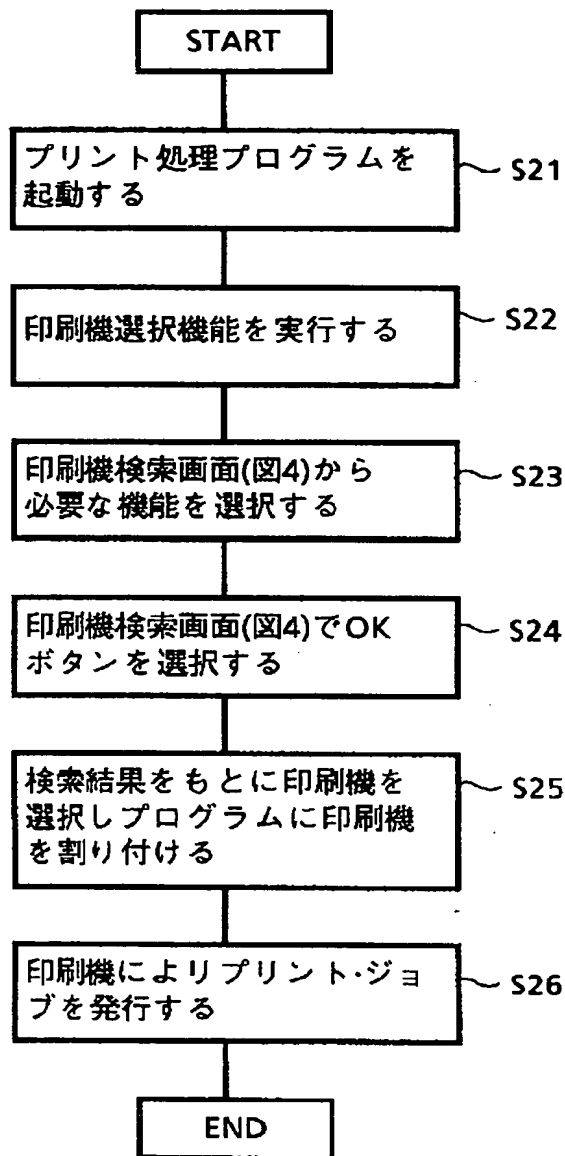 START
プリント処理プログラムを
起動する
S21
印刷機選択機能を実行する
S22
印刷機検索画面(図4)から
必要な機能を選択する
S23
印刷機検索画面(図4)でOK
ボタンを選択する
S24
検索結果をもとに印刷機を
選択しプログラムに印刷機
を割り付ける
S25
印刷機によりプリント·ジョ
ブを発行する
S26
END